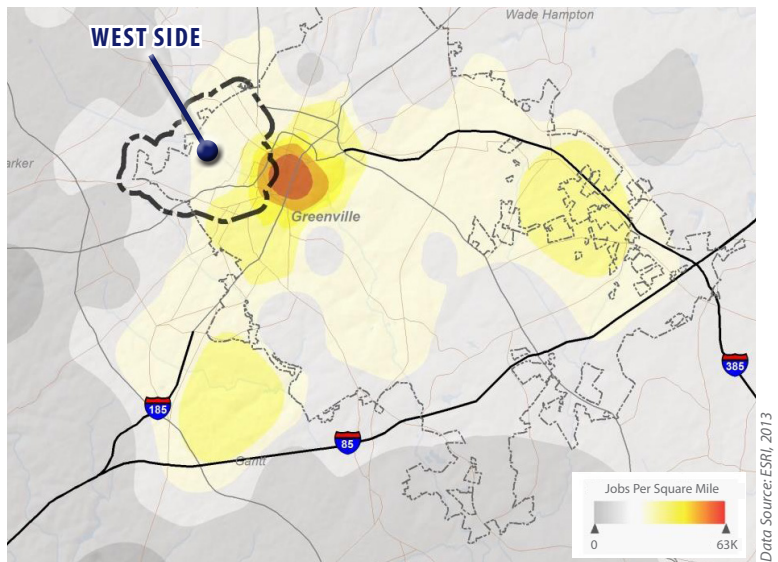 Wade Hampton
WEST SIDE
arker
Greenville
385
185
85
Gantt
Jobs Per Square Mile
0
63K
Data Source: ESRI, 2013